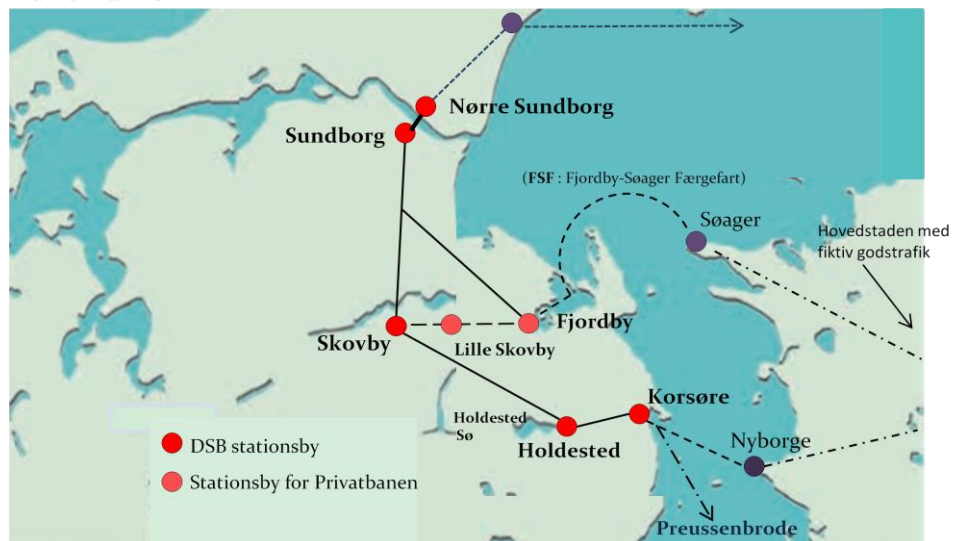 Nørre Sundborg
Sundborg
(FSF : Fjordby-Søager Færgefart)
Søager
Hovedstaden med
fiktiv godstrafik
Fjordby
Skovby
Lille Skovby
Korsøre
Holdested
Sø
Holdested
Nyborge
DSB stationsby
Stationsby for Privatbanen
Preussenbrode